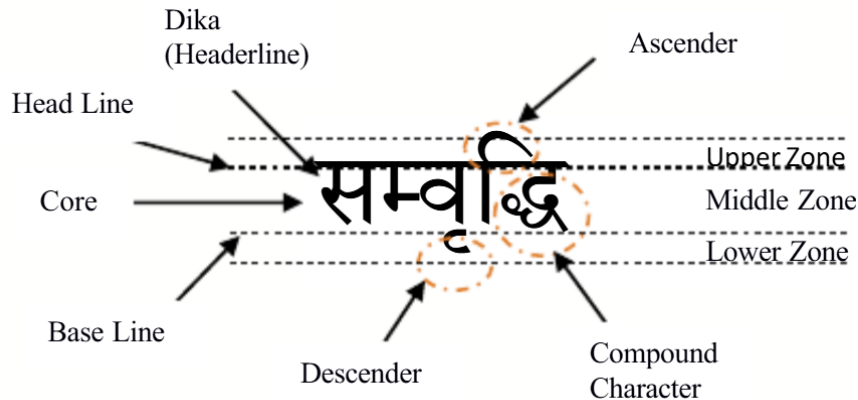 Dika
(Headerline)
Ascender
Head Line
Upper Zone
सम्वृद्धि
Core
Middle Zone
Lower Zone
Base Line
Descender
Compound
Character